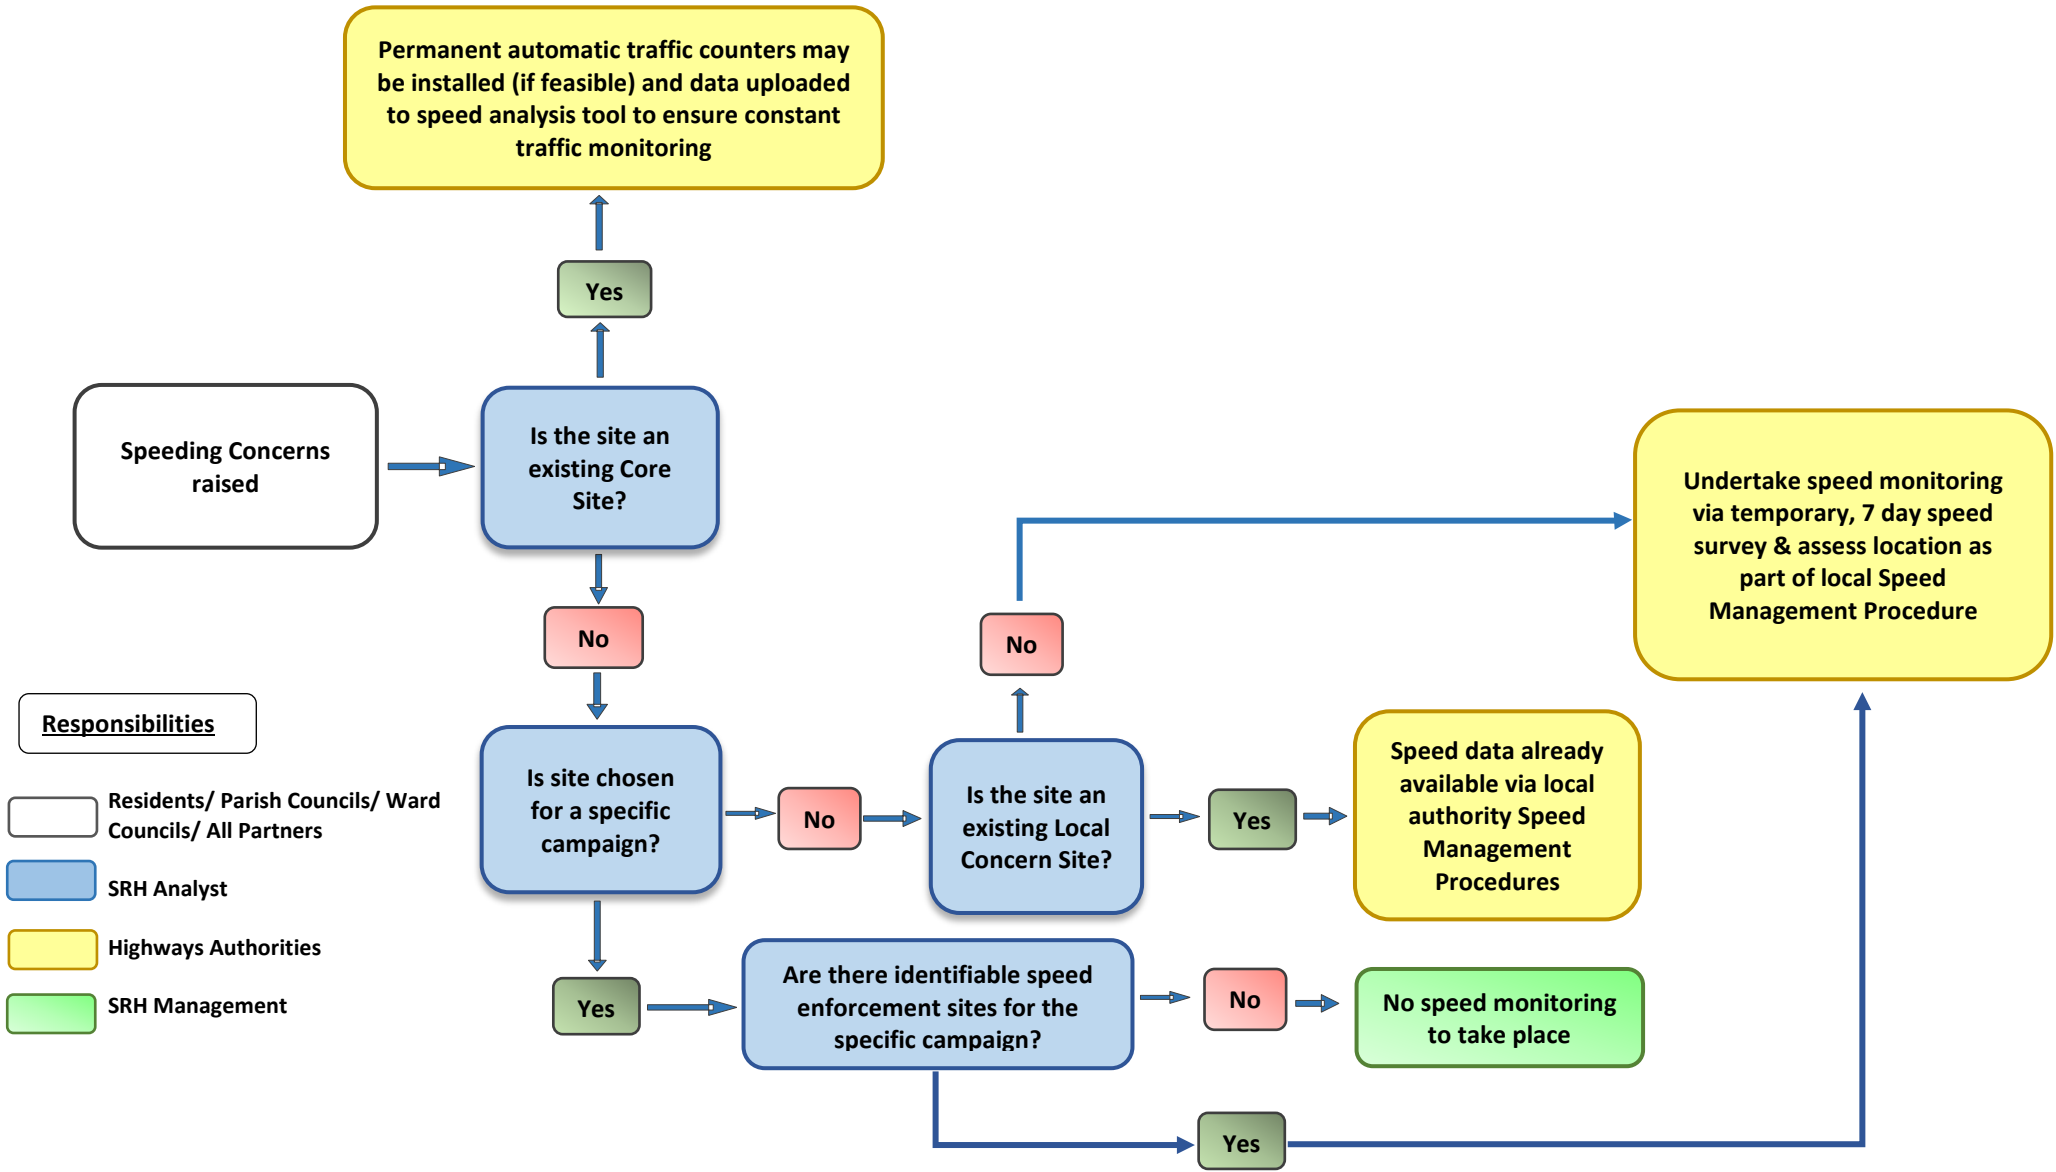 Permanent automatic traffic counters may
be installed (if feasible) and data uploaded
to speed analysis tool to ensure constant
traffic monitoring
Yes
Speeding Concerns
raised
Is the site an
existing Core
Site?
No
Is site chosen
for a specific
campaign?
No
Is the site an
existing Local
Concern Site?
No
Undertake speed monitoring
via temporary, 7 day speed
survey & assess location as
part of local Speed
Management Procedure
Yes
Speed data already
available via local
authority Speed
Management
Procedures
Yes
Are there identifiable speed
enforcement sites for the
specific campaign?
No
No speed monitoring
to take place
Yes
Responsibilities
Residents/ Parish Councils/ Ward
Councils/ All Partners
SRH Analyst
Highways Authorities
SRH Management